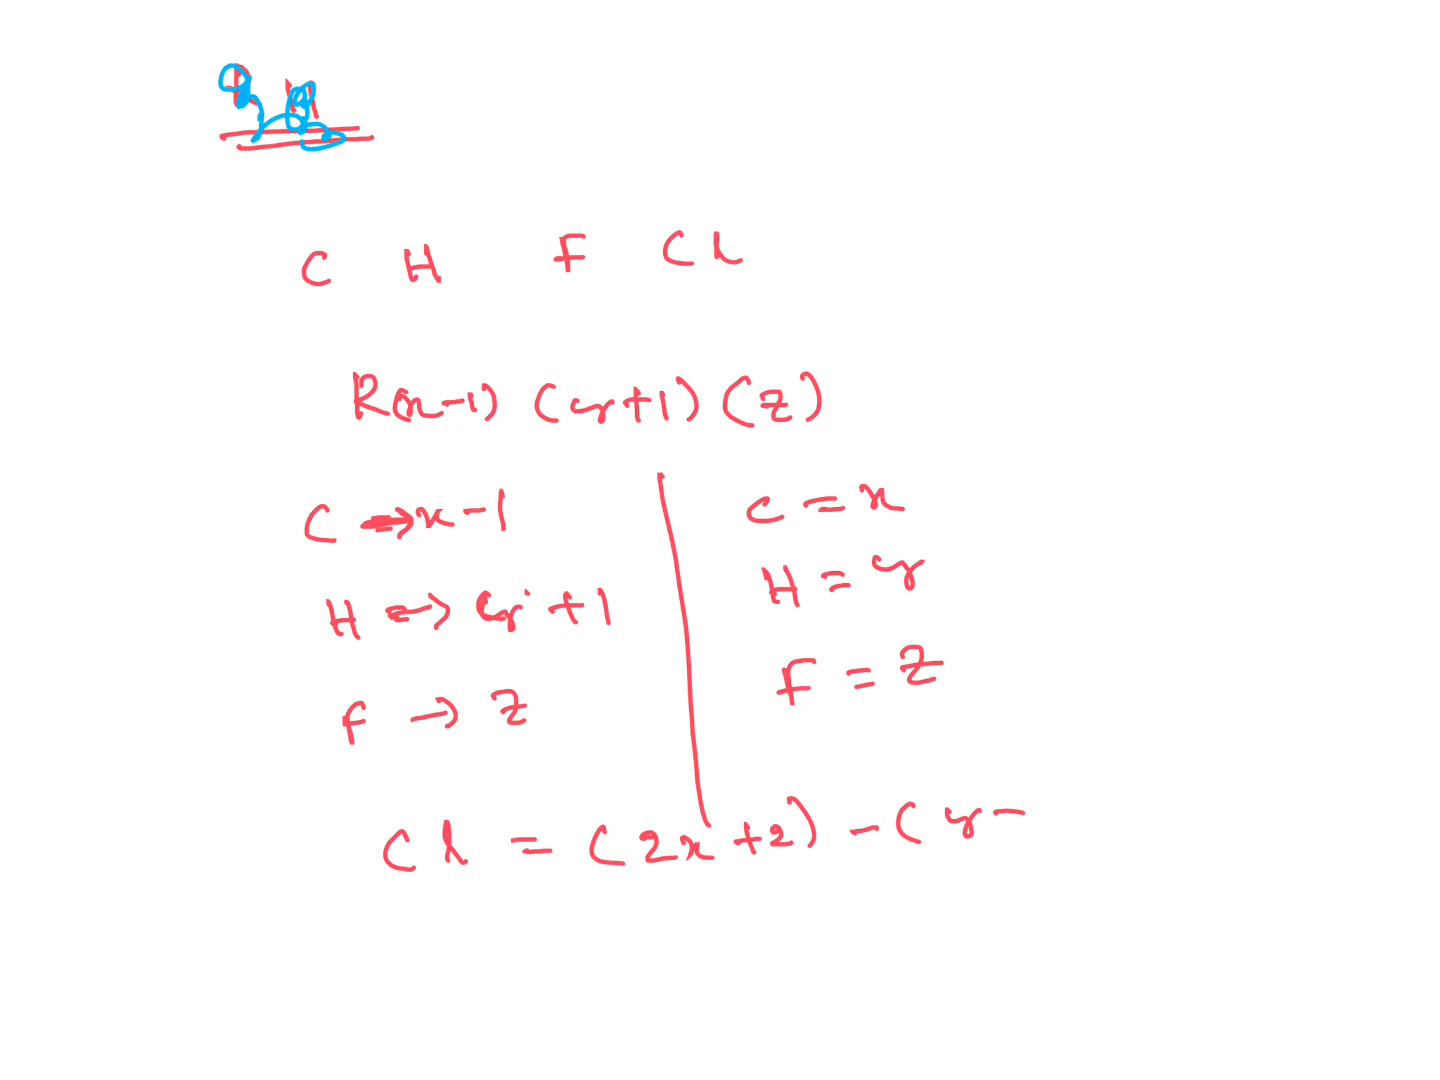 C H F Cl
R(x-1) (y+1) (z)
C → x-1
H → y+1
F → z
C = x
H = y
F = z
Cl = (2x+2) - (y-